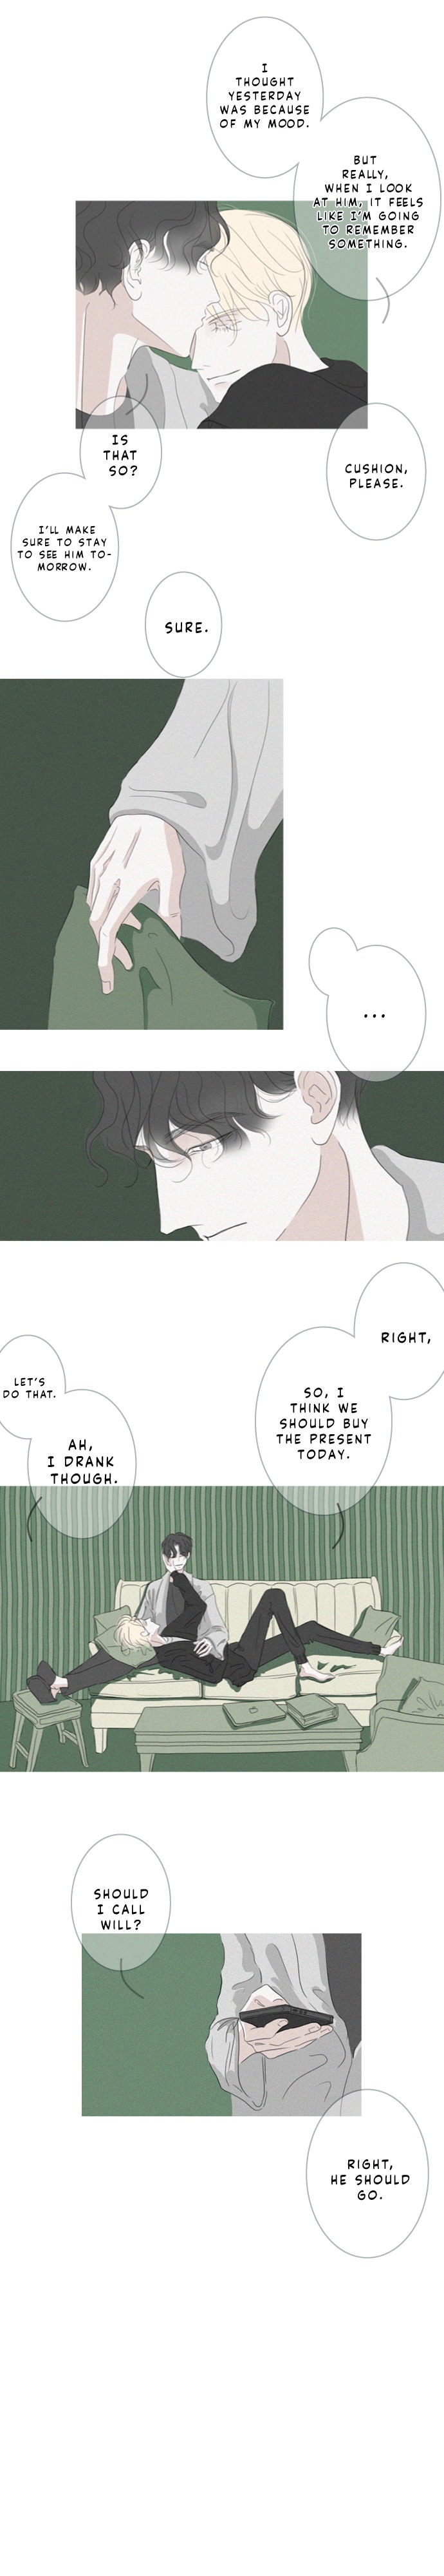 I
THOUGHT
YESTERDAY
WAS BECAUSE
OF MY MOOD.
BUT
REALLY,
WHEN I LOOK
AT HIM, IT FEELS
LIKE I'M GOING
TO REMEMBER
SOMETHING.
IS
THAT
SO?
CUSHION,
PLEASE.
I'LL MAKE
SURE TO STAY
TO SEE HIM TO-
MORROW.
SURE.
...
RIGHT,
SO, I
THINK WE
SHOULD BUY
THE PRESENT
TODAY.
LET'S
DO THAT.
AH,
I DRANK
THOUGH.
SHOULD
I CALL
WILL?
RIGHT,
HE SHOULD
GO.